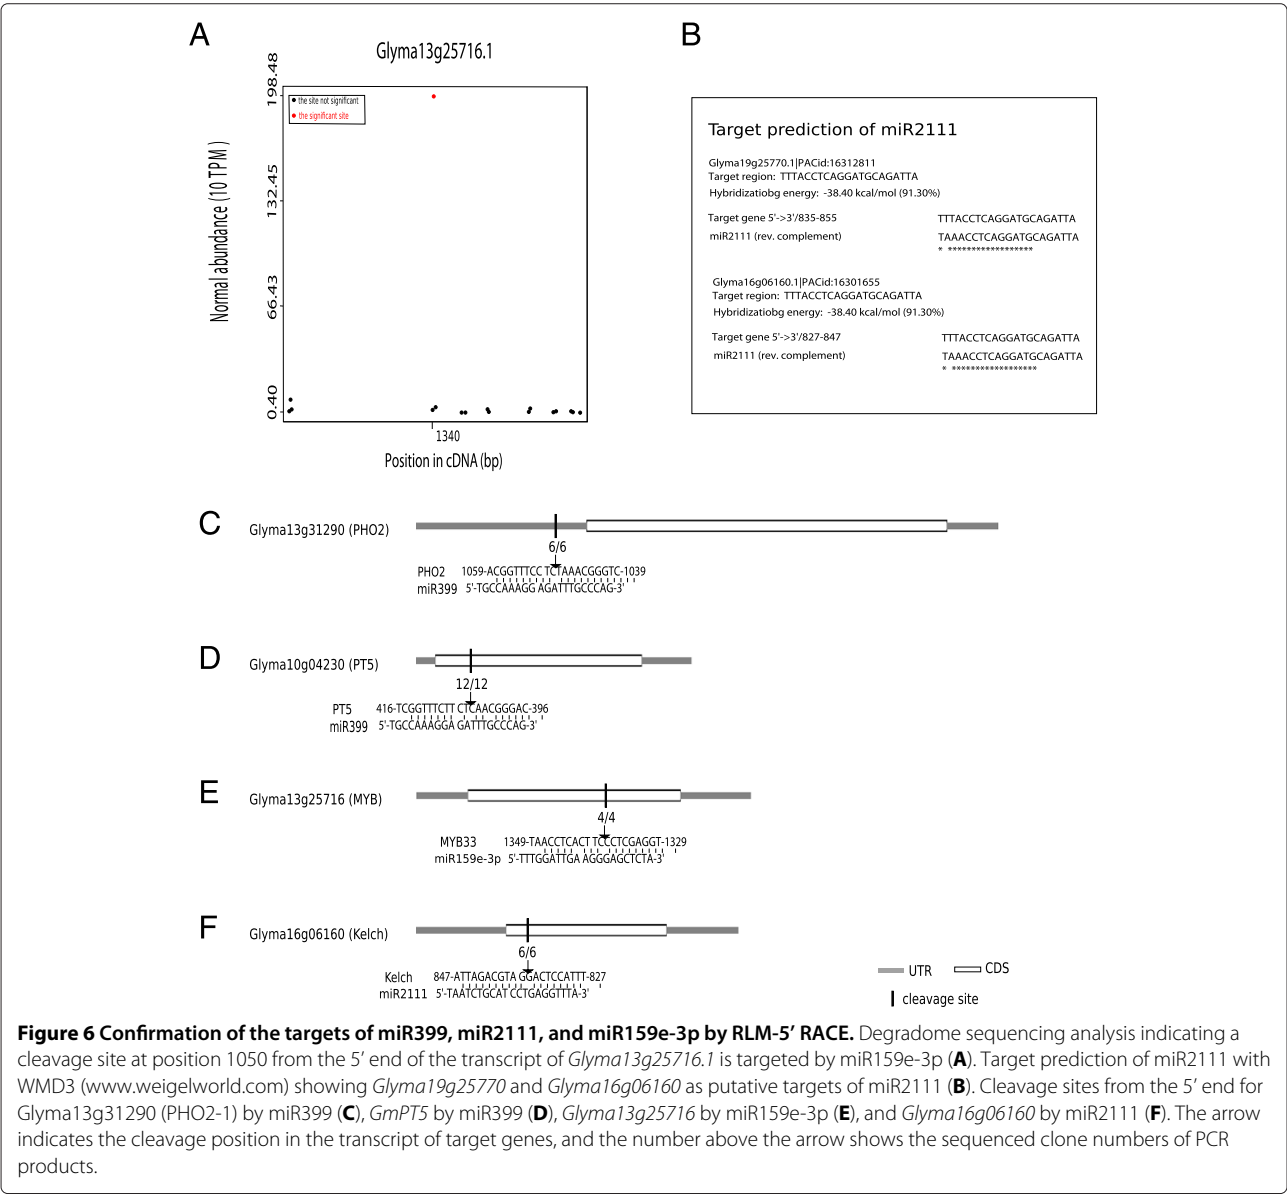 A
Glyma13g25716.1
198.48
132.45
66.43
0.40
Normal abundance (10 TPM )
the site not significant
the significant site
1340
Position in cDNA (bp)
B
Target prediction of miR2111
Glyma19g25770.1|PACid:16312811
Target region: TTTACCTCAGGATGCAGATTA
Hybridizatiobg energy: -38.40 kcal/mol (91.30%)
Target gene 5'->3'/835-855 TTTACCTCAGGATGCAGATTA
miR2111 (rev. complement) TAAACCTCAGGATGCAGATTA
* ******************
Glyma16g06160.1|PACid:16301655
Target region: TTTACCTCAGGATGCAGATTA
Hybridizatiobg energy: -38.40 kcal/mol (91.30%)
Target gene 5'->3'/827-847 TTTACCTCAGGATGCAGATTA
miR2111 (rev. complement) TAAACCTCAGGATGCAGATTA
* ******************
C
Glyma13g31290 (PHO2)
6/6
PHO2 1059-ACGGTTTCC TCTAAACGGGTC-1039
miR399 5'-TGCCAAAGG AGATTTGCCCAG-3'
D
Glyma10g04230 (PT5)
12/12
PT5 416-TCGGTTTCTT CTCAACGGGAC-396
miR399 5'-TGCCAAAGGA GATTTGCCCAG-3'
E
Glyma13g25716 (MYB)
4/4
MYB33 1349-TAACCTCACT TCCCTCGAGGT-1329
miR159e-3p 5'-TTTGGATTGA AGGGAGCTCTA-3'
F
Glyma16g06160 (Kelch)
6/6
Kelch 847-ATTAGACGTA GGACTCCATTT-827
miR2111 5'-TAATCTGCAT CCTGAGGTTTA-3'
UTR
CDS
cleavage site
Figure 6 Confirmation of the targets of miR399, miR2111, and miR159e-3p by RLM-5′ RACE. Degradome sequencing analysis indicating a
cleavage site at position 1050 from the 5′ end of the transcript of Glyma13g25716.1 is targeted by miR159e-3p (A). Target prediction of miR2111 with
WMD3 (www.weigelworld.com) showing Glyma19g25770 and Glyma16g06160 as putative targets of miR2111 (B). Cleavage sites from the 5′ end for
Glyma13g31290 (PHO2-1) by miR399 (C), GmPT5 by miR399 (D), Glyma13g25716 by miR159e-3p (E), and Glyma16g06160 by miR2111 (F). The arrow
indicates the cleavage position in the transcript of target genes, and the number above the arrow shows the sequenced clone numbers of PCR
products.